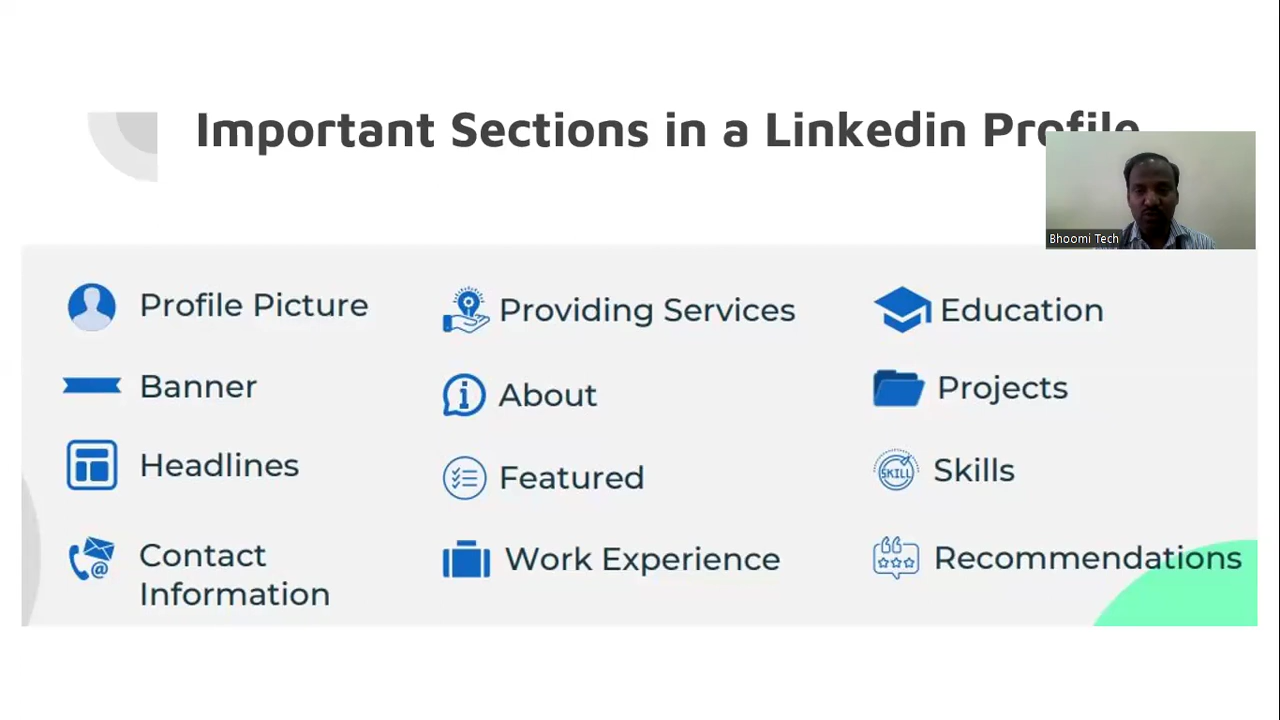 Important Sections in a Linkedin Profile
Bhoomi Tech
Profile Picture
Banner
Headlines
Contact
Information
Providing Services
About
Featured
Work Experience
Education
Projects
SKILL
Skills
Recommendations